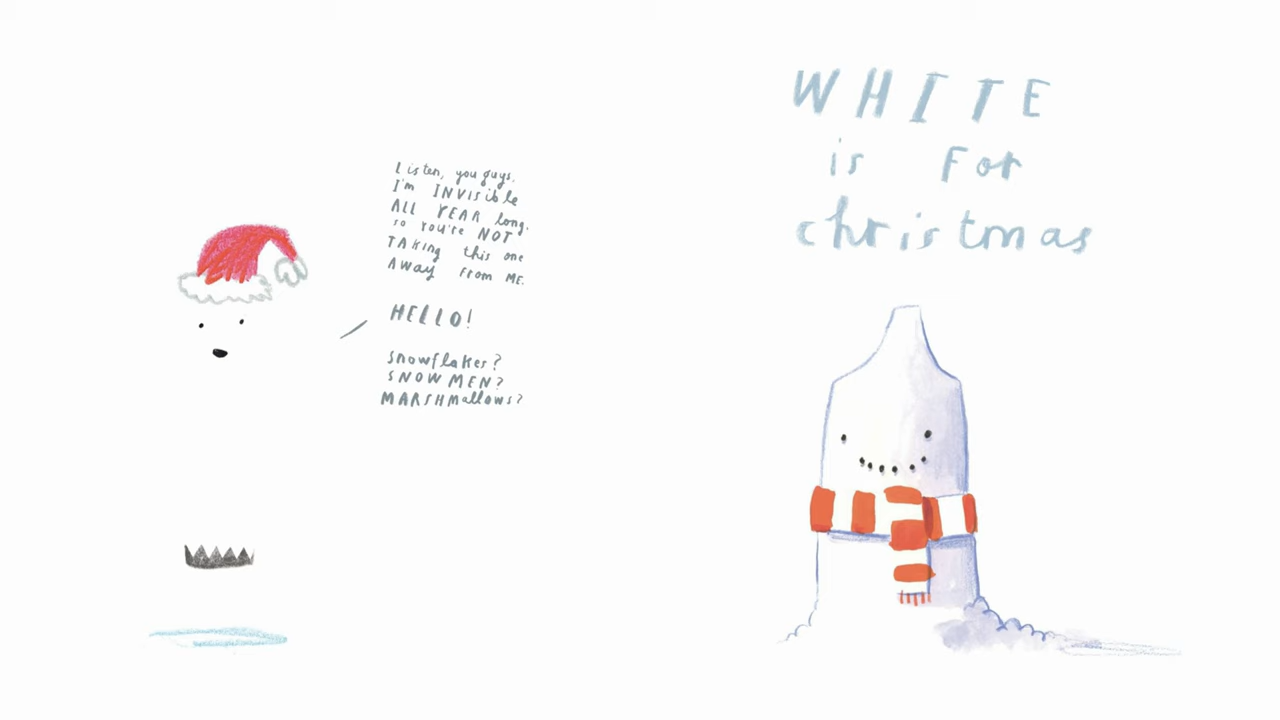 Listen, you guys.
I'm INVisible
ALL YEAR long.
so You're NOT
TAking this one
AWay From ME.
HELLO!
Snowflakes?
SNOWMEN?
MARSHMallows?
WHITE
is For
christmas